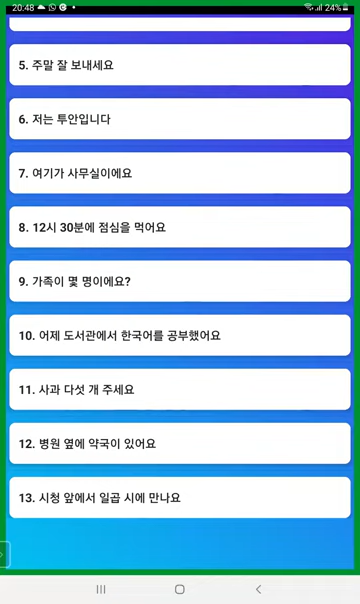 20:48
24%
5. 주말 잘 보내세요
6. 저는 투안입니다
7. 여기가 사무실이에요
8. 12시 30분에 점심을 먹어요
9. 가족이 몇 명이에요?
10. 어제 도서관에서 한국어를 공부했어요
11. 사과 다섯 개 주세요
12. 병원 옆에 약국이 있어요
13. 시청 앞에서 일곱 시에 만나요